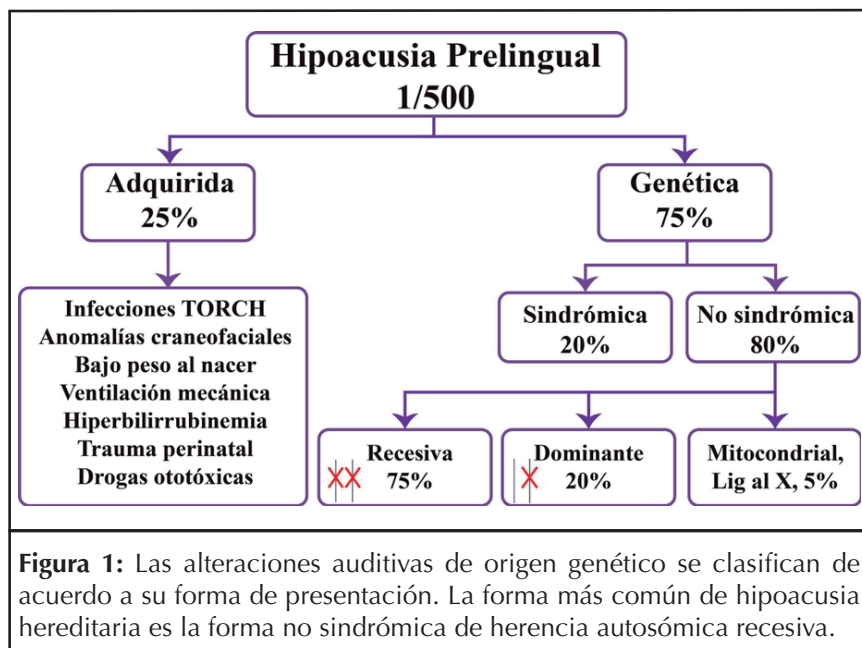 Hipoacusia Prelingual
1/500
Adquirida
25%
Genética
75%
Infecciones TORCH
Anomalías craneofaciales
Bajo peso al nacer
Ventilación mecánica
Hiperbilirrubinemia
Trauma perinatal
Drogas ototóxicas
Sindrómica
20%
No sindrómica
80%
Recesiva
75%
Dominante
20%
Mitocondrial,
Lig al X, 5%
Figura 1: Las alteraciones auditivas de origen genético se clasifican de
acuerdo a su forma de presentación. La forma más común de hipoacusia
hereditaria es la forma no sindrómica de herencia autosómica recesiva.